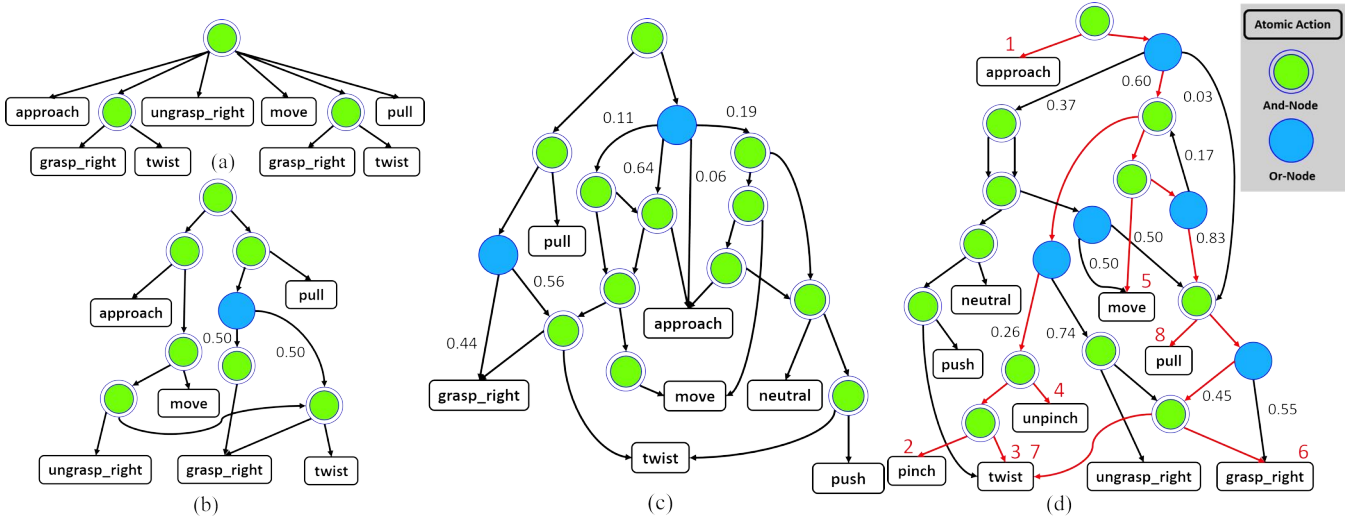 approach
ungrasp_right
move
pull
grasp_right
twist
grasp_right
twist
(a)
approach
pull
0.50
0.50
move
ungrasp_right
grasp_right
twist
(b)
0.11
0.19
0.64
0.06
pull
0.56
approach
0.44
grasp_right
move
neutral
twist
push
(c)
1
approach
0.60
0.03
0.37
0.17
0.50
0.83
0.50
neutral
5
move
0.26
0.74
8
push
pull
4
unpinch
0.45
0.55
2
3 7
6
pinch
twist
ungrasp_right
grasp_right
(d)
Atomic Action
And-Node
Or-Node